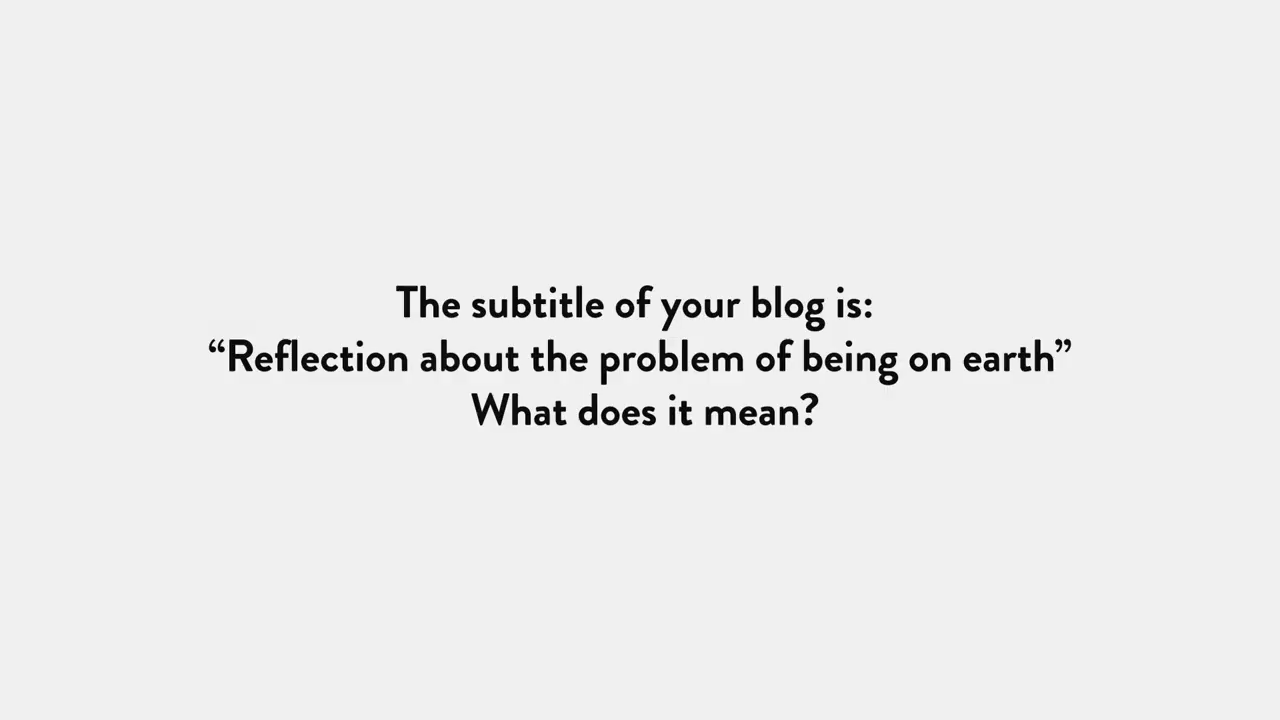 The subtitle of your blog is:
“Reflection about the problem of being on earth”
What does it mean?